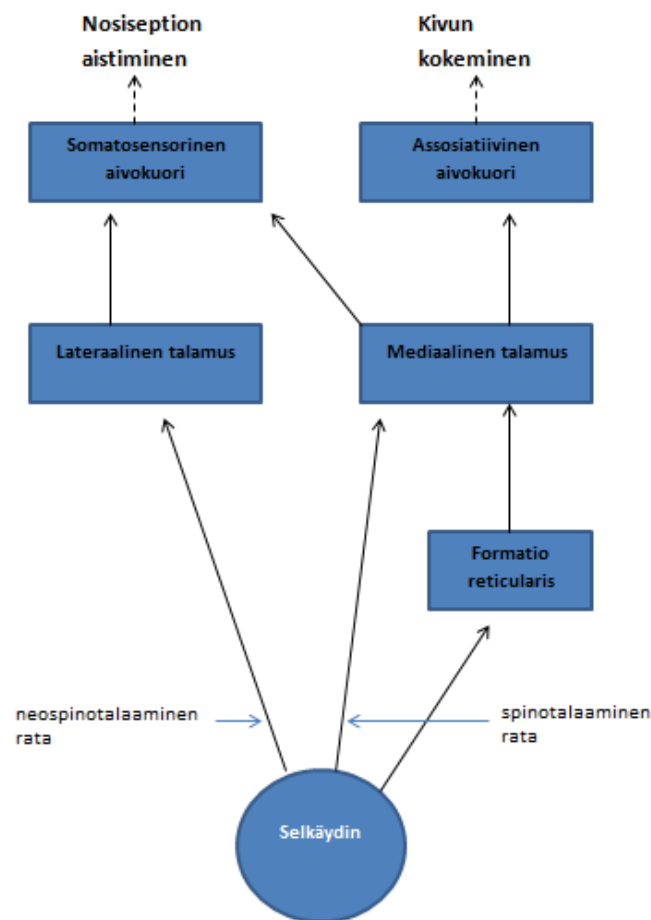 Nosiseption
aistiminen
Kivun
kokeminen
Somatosensorinen
aivokuori
Assosiatiivinen
aivokuori
Lateraalinen talamus
Mediaalinen talamus
Formatio
reticularis
neospinotalaaminen
rata
spinotalaaminen
rata
Selkäydin